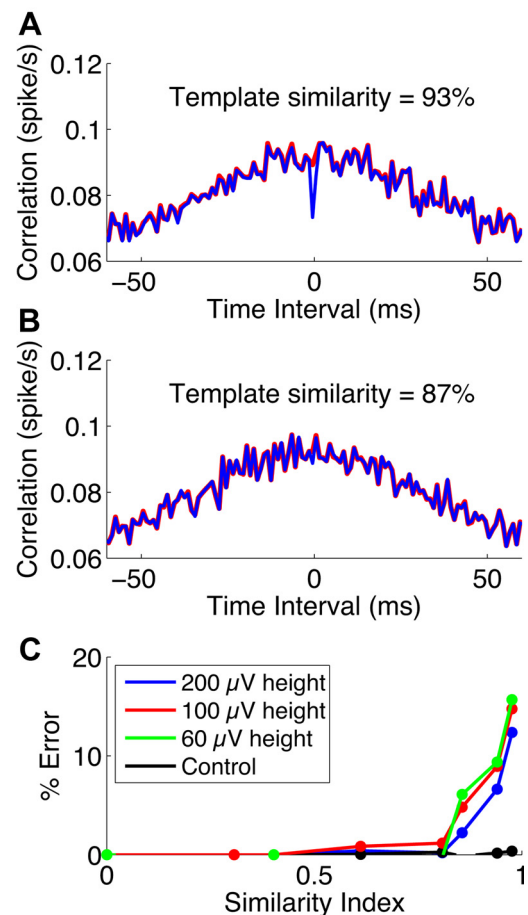 A
Correlation (spike/s)
0.12
0.1
0.08
0.06
Template similarity = 93%
−50
0
50
Time Interval (ms)
B
Correlation (spike/s)
0.12
0.1
0.08
0.06
Template similarity = 87%
−50
0
50
Time Interval (ms)
C
% Error
20
10
0
200 µV height
100 µV height
60 µV height
Control
0
0.5
1
Similarity Index